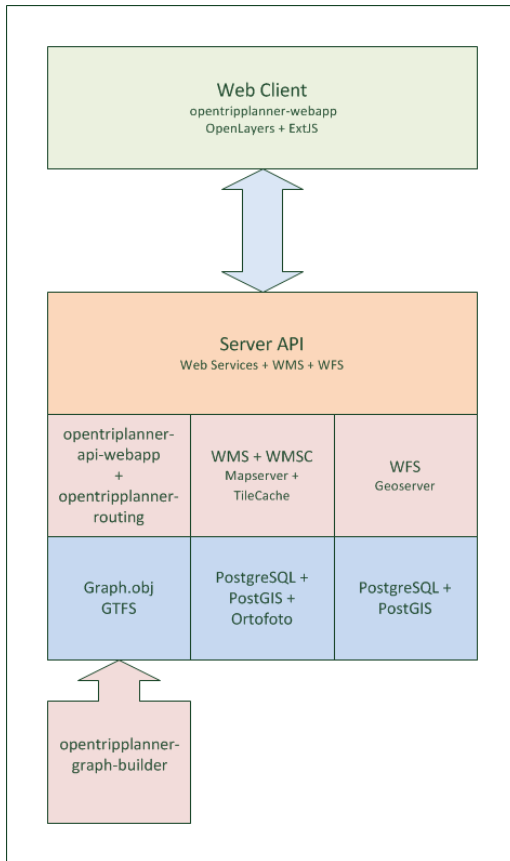 Web Client
opentripplanner-webapp
OpenLayers + ExtJS
Server API
Web Services + WMS + WFS
opentriplanner-
api-webapp
+
opentripplanner-
routing
WMS + WMSC
Mapserver +
TileCache
WFS
Geoserver
Graph.obj
GTFS
PostgreSQL +
PostGIS +
Ortofoto
PostgreSQL +
PostGIS
opentripplanner-
graph-builder